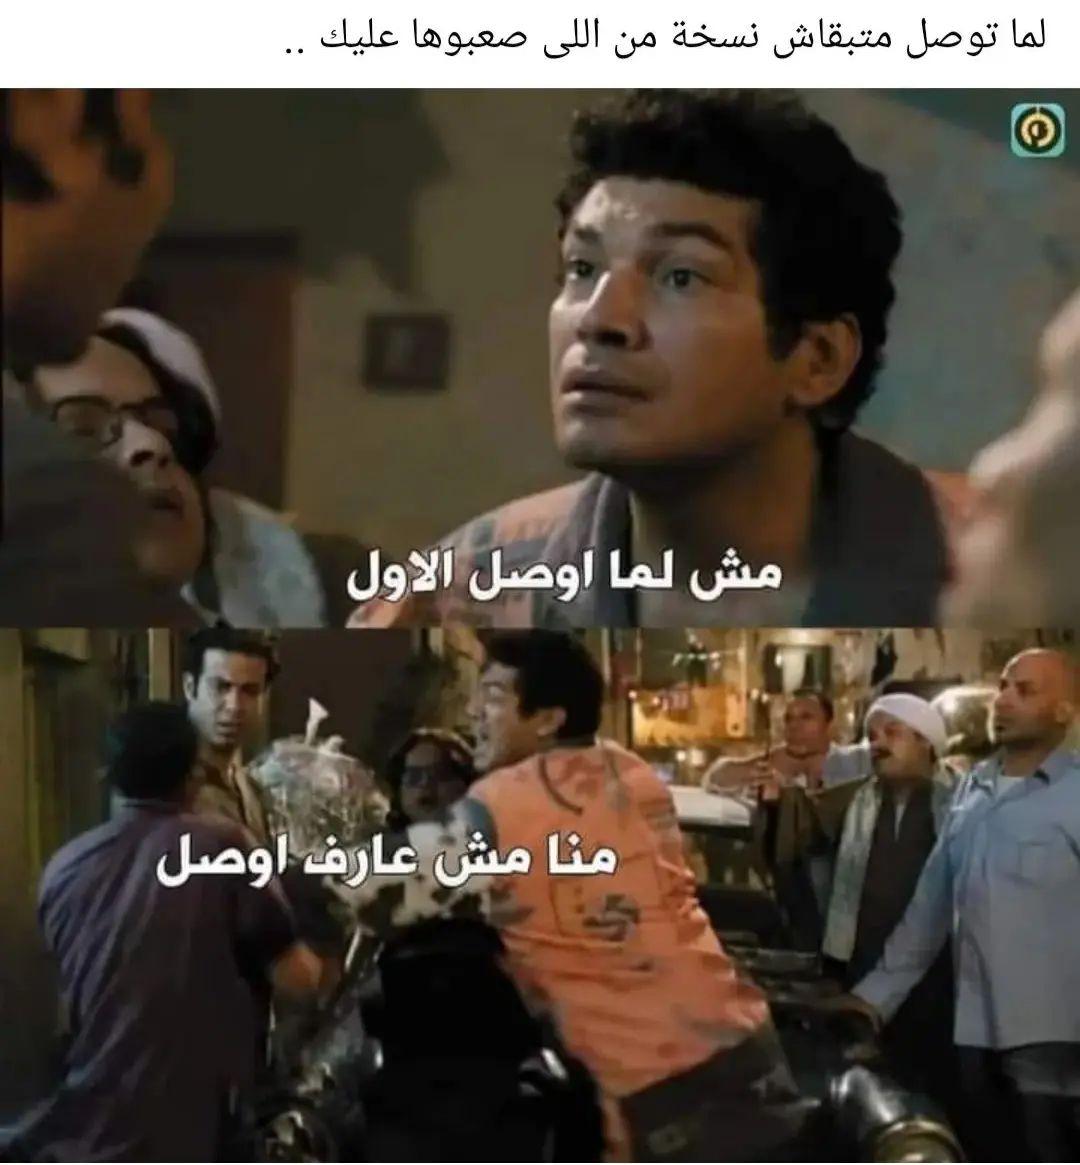 لما توصل متبقاش نسخة من اللى صعبوها عليك ..
مش لما اوصل الاول
منا مش عارف اوصل